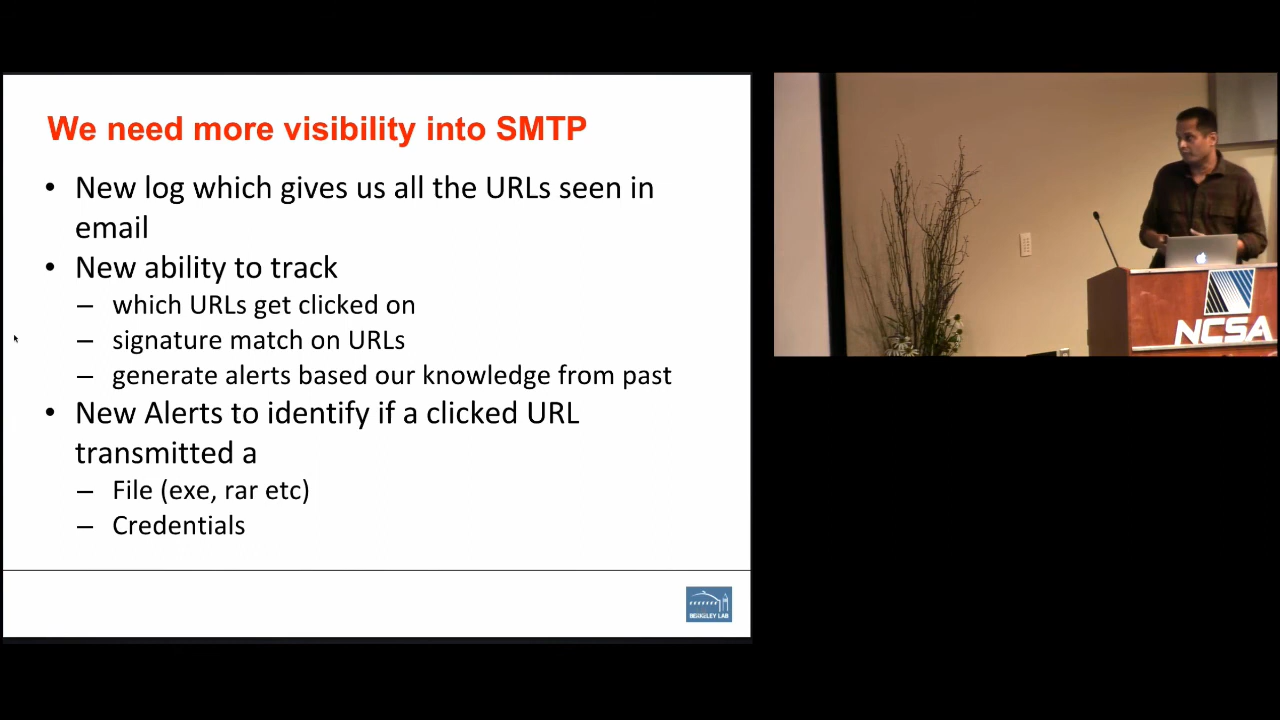 We need more visibility into SMTP
• New log which gives us all the URLs seen in
email
• New ability to track
– which URLs get clicked on
– signature match on URLs
– generate alerts based our knowledge from past
• New Alerts to identify if a clicked URL
transmitted a
– File (exe, rar etc)
– Credentials
BERKELEY LAB
NCSA